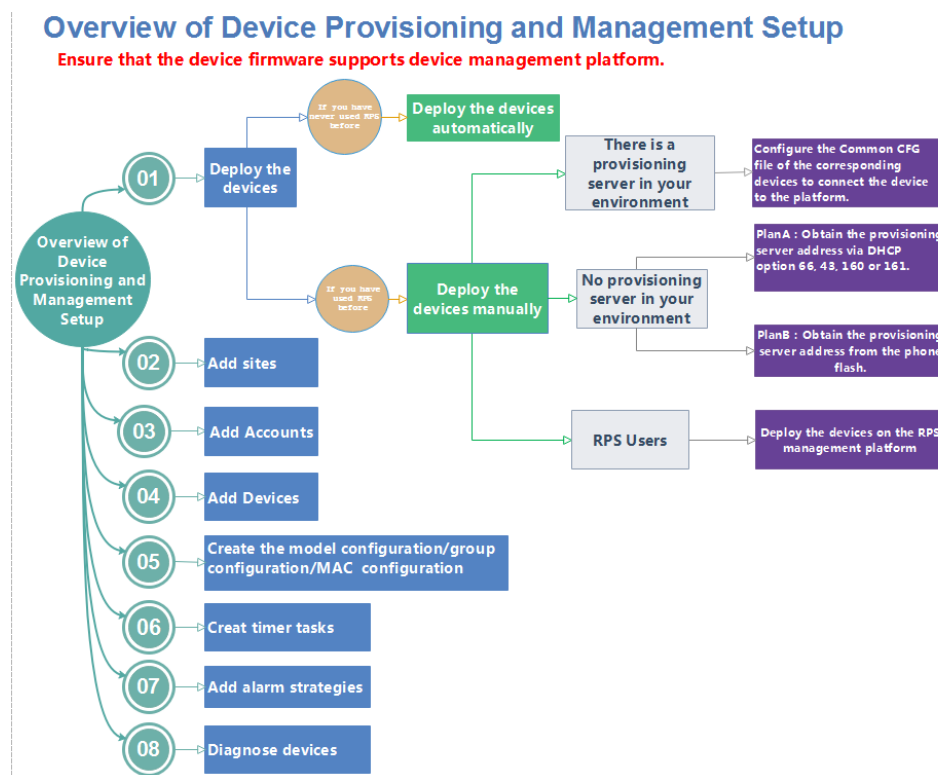 Overview of Device Provisioning and Management Setup
Ensure that the device firmware supports device management platform.
If you have
never used RPS
before
Deploy the devices
automatically
There is a
provisioning
server in your
environment
Configure the Common CFG
file of the corresponding
devices to connect the device
to the platform.
01
Deploy the
devices
Overview of
Device
Provisioning and
Management
Setup
PlanA : Obtain the provisioning
server address via DHCP
option 66, 43, 160 or 161.
If you have
used RPS
before
Deploy the
devices manually
No provisioning
server in your
environment
PlanB : Obtain the provisioning
server address from the phone
flash.
02
Add sites
03
Add Accounts
RPS Users
Deploy the devices on the RPS
management platform
04
Add Devices
05
Create the model configuration/group
configuration/MAC configuration
06
Creat timer tasks
07
Add alarm strategies
08
Diagnose devices